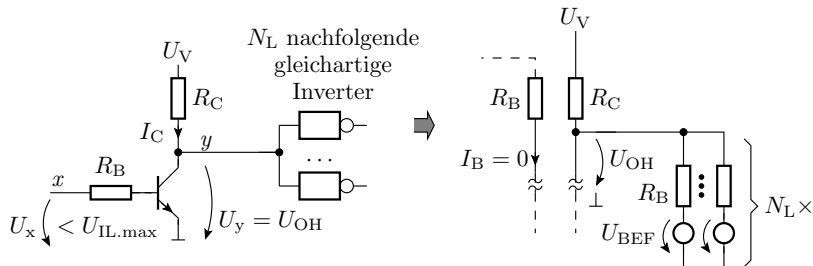 N_L nachfolgende
gleichartige
Inverter
U_V
R_C
I_C
y
x
R_B
U_x < U_IL.max
U_y = U_OH
...
U_V
R_B
R_C
I_B = 0
U_OH
R_B
U_BEF
N_L ×